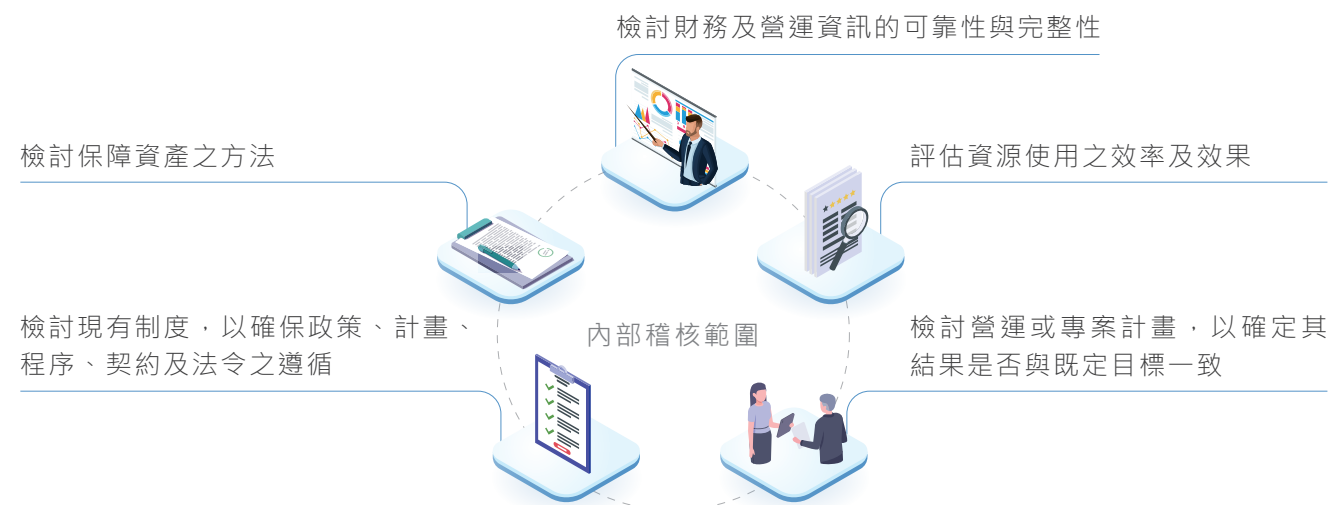 檢討財務及營運資訊的可靠性與完整性
檢討保障資產之方法
評估資源使用之效率及效果
檢討現有制度，以確保政策、計畫、
程序、契約及法令之遵循
內部稽核範圍
檢討營運或專案計畫，以確定其
結果是否與既定目標一致